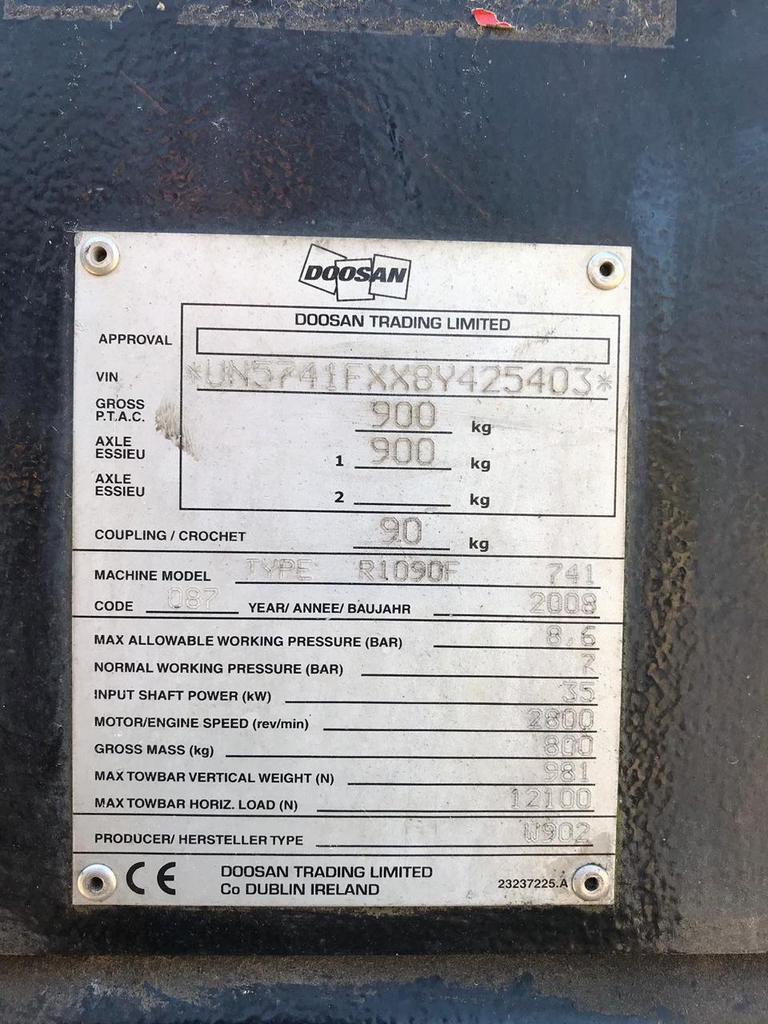 DOOSAN
DOOSAN TRADING LIMITED
APPROVAL
VIN *UN5741FXX8Y425403*
GROSS P.T.A.C. 900 kg
AXLE ESSIEU 1 900 kg
AXLE ESSIEU 2 kg
COUPLING / CROCHET 90 kg
MACHINE MODEL TYPE R1090F 741
CODE 087 YEAR/ ANNEE/ BAUJAHR 2008
MAX ALLOWABLE WORKING PRESSURE (BAR) 8,6
NORMAL WORKING PRESSURE (BAR) 7
INPUT SHAFT POWER (kW) 35
MOTOR/ENGINE SPEED (rev/min) 2800
GROSS MASS (kg) 800
MAX TOWBAR VERTICAL WEIGHT (N) 981
MAX TOWBAR HORIZ. LOAD (N) 12100
PRODUCER/ HERSTELLER TYPE W902
CE DOOSAN TRADING LIMITED
Co DUBLIN IRELAND 23237225.A